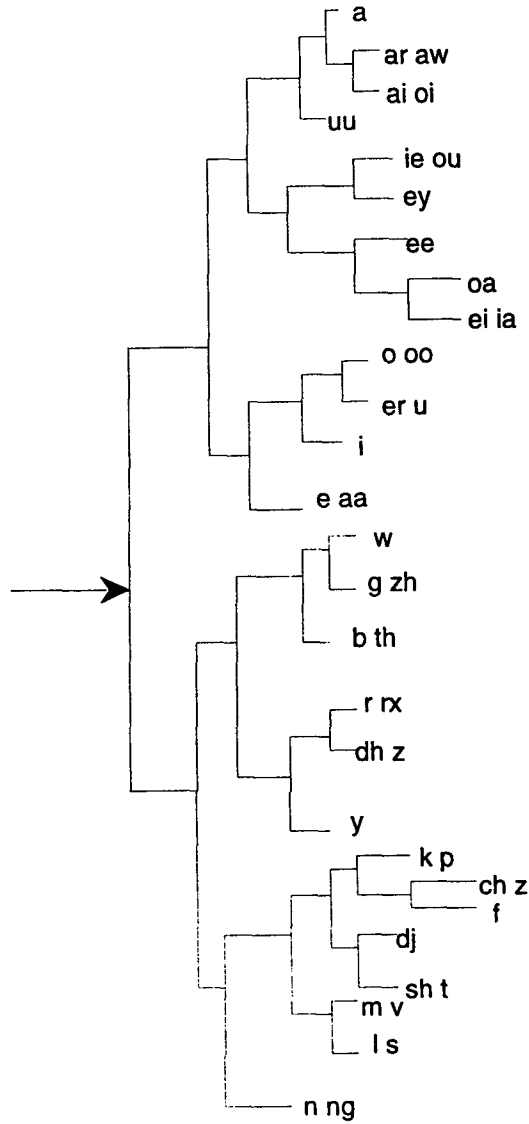 a
ar aw
ai oi
uu
ie ou
ey
ee
oa
ei ia
o oo
er u
i
e aa
w
g zh
b th
r rx
dh z
y
k p
ch z
f
dj
sh t
m v
l s
n ng